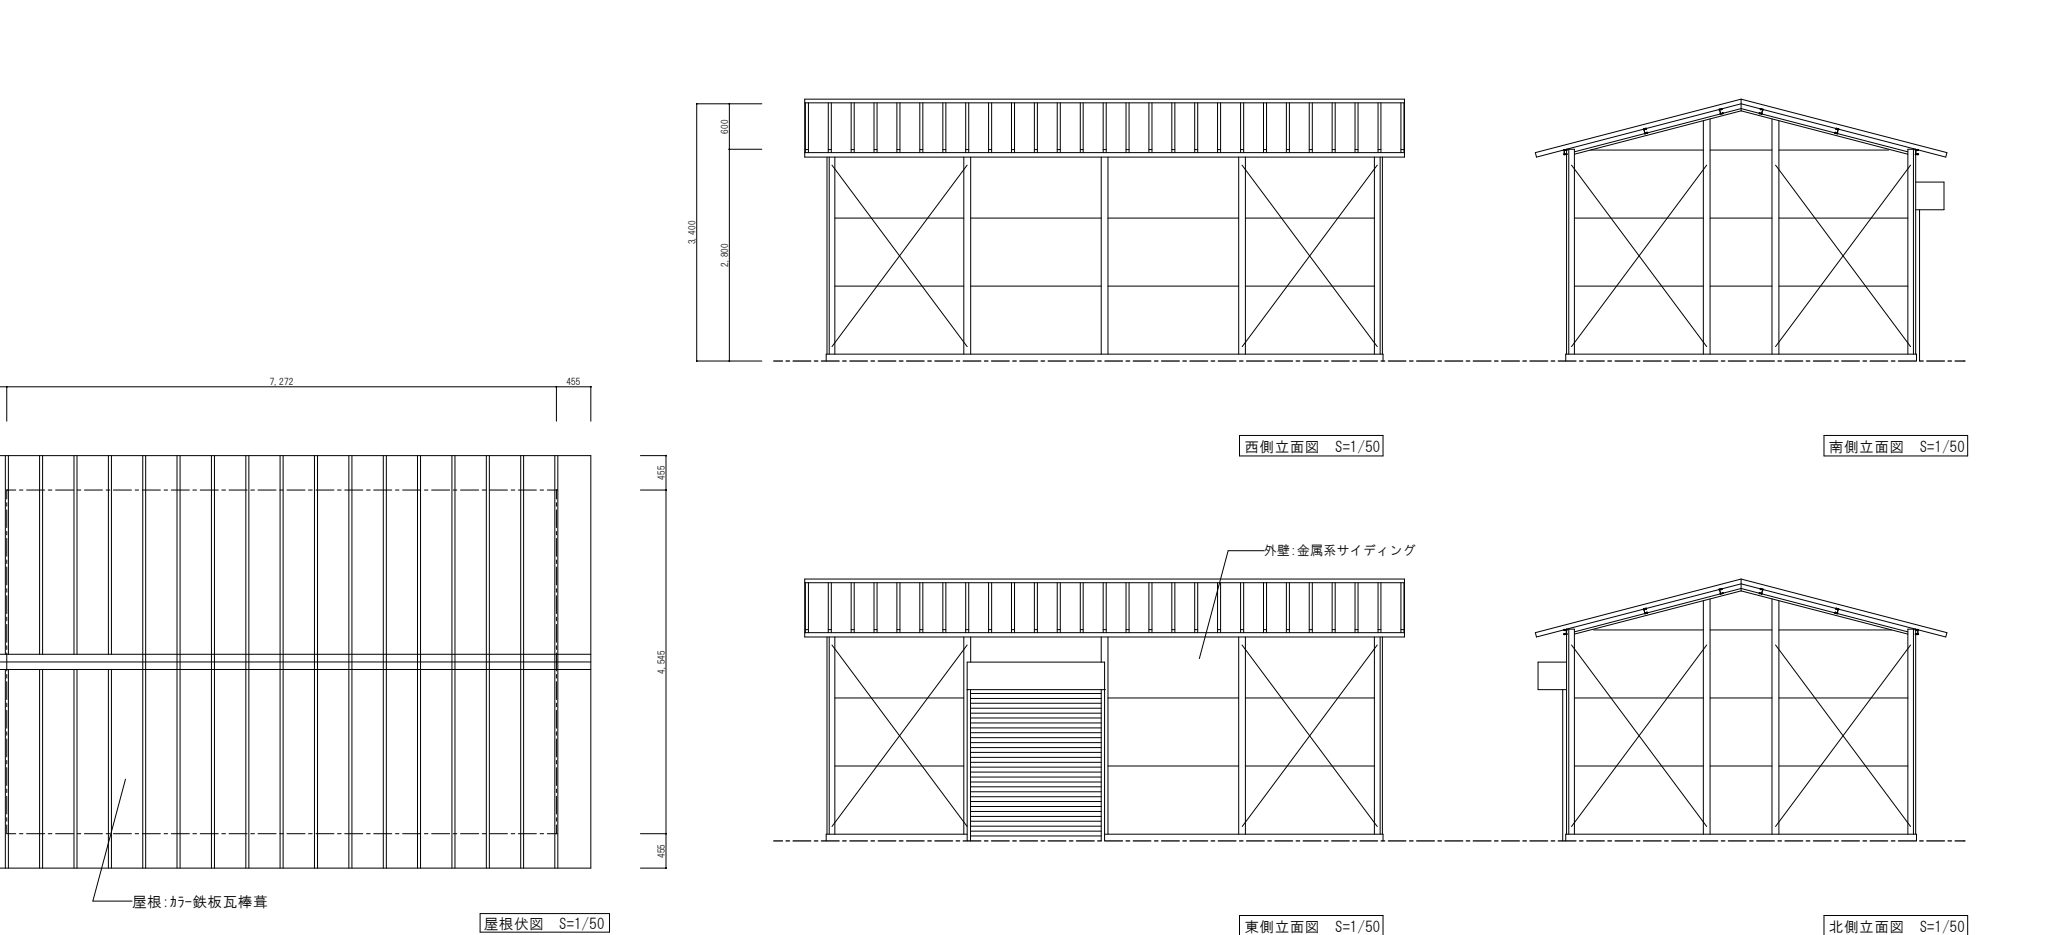 600
3,400
2,800
7,272
455
西側立面図 S=1/50
南側立面図 S=1/50
455
外壁:金属系サイディング
4,545
455
屋根:ｶﾗｰ鉄板瓦棒葺
屋根伏図 S=1/50
東側立面図 S=1/50
北側立面図 S=1/50